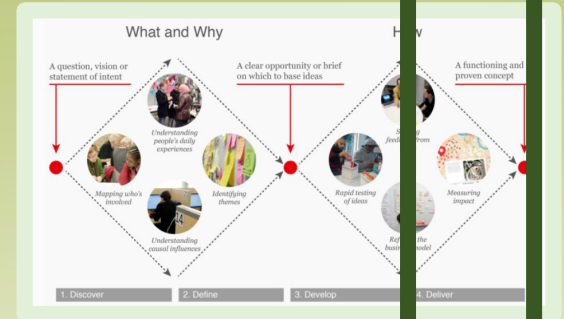 What and Why
A question, vision or
statement of intent
A clear opportunity or brief
on which to base ideas
A functioning and
proven concept
Understanding
people's daily
experiences
Mapping who's
involved
Identifying
themes
Understanding
causal influences
Rapid testing
of ideas
Measuring
impact
1. Discover
2. Define
3. Develop
4. Deliver